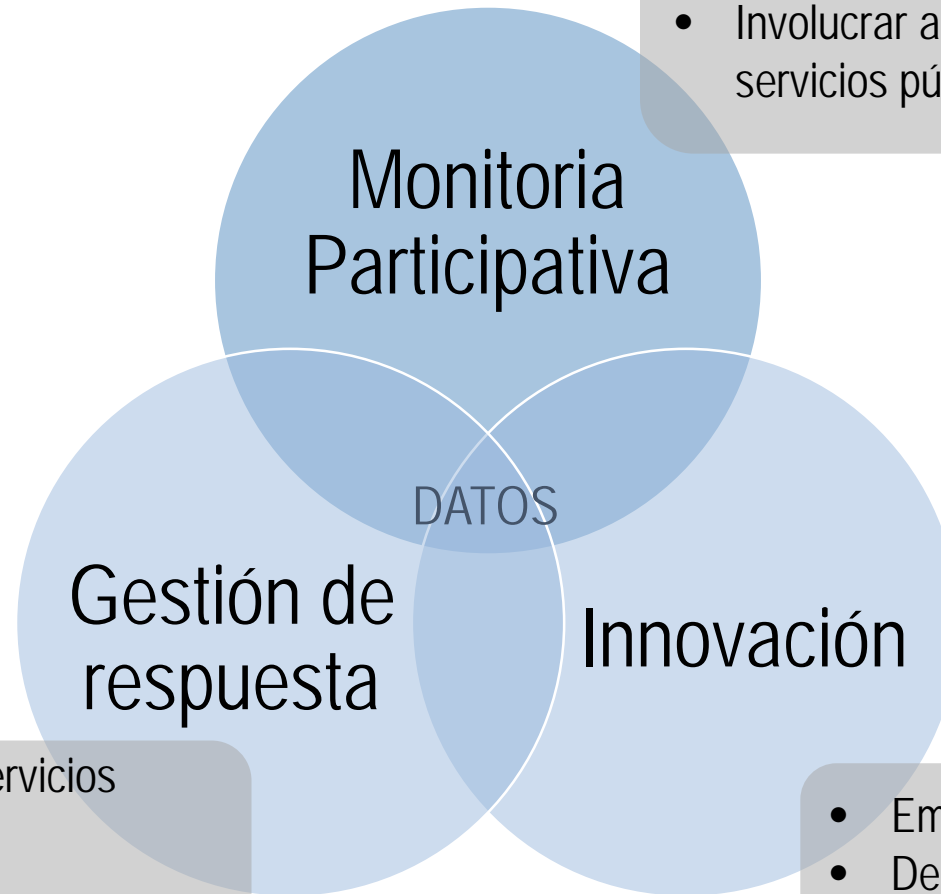 • Involucrar a
servicios pú
Monitoria
Participativa
DATOS
Gestión de
respuesta
Innovación
ervicios
• Em
• De